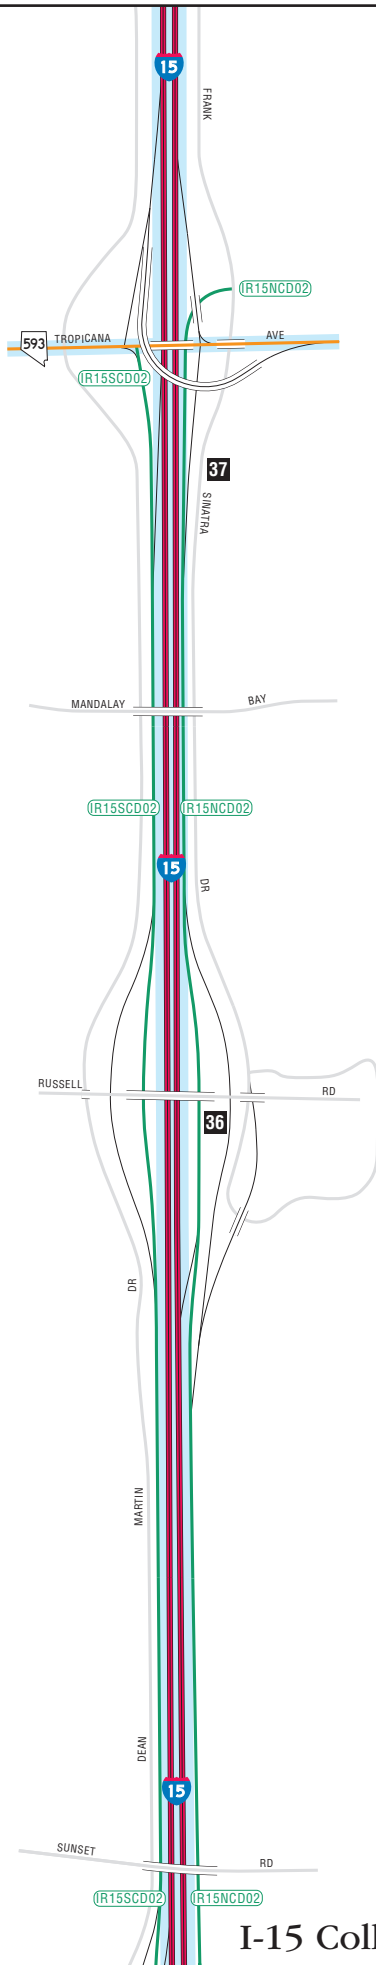 15
FRANK
IR15NCD02
593
TROPICANA AVE
IR15SCD02
37
SINATRA
MANDALAY BAY
IR15SCD02 IR15NCD02
15
DR
RUSSELL RD
36
DR
MARTIN
DEAN
15
SUNSET RD
IR15SCD02 IR15NCD02
I-15 Coll